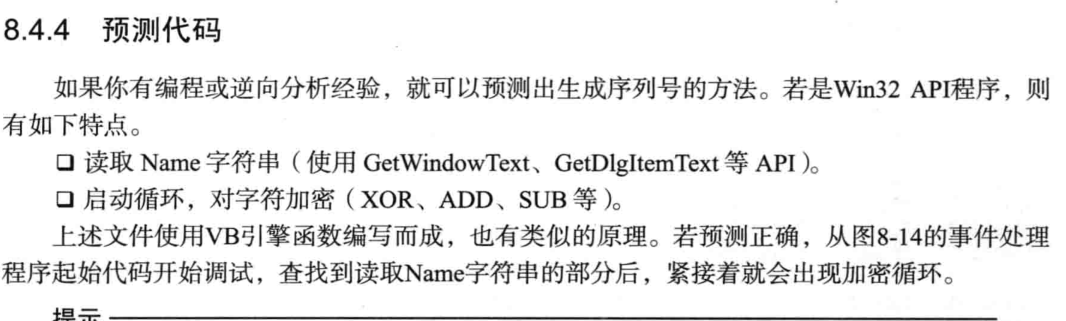 8.4.4 预测代码
如果你有编程或逆向分析经验，就可以预测出生成序列号的方法。若是Win32 API程序，则
有如下特点。
❑ 读取 Name 字符串（使用 GetWindowText、GetDlgItemText 等 API）。
❑ 启动循环，对字符加密（XOR、ADD、SUB 等）。
上述文件使用VB引擎函数编写而成，也有类似的原理。若预测正确，从图8-14的事件处理
程序起始代码开始调试，查找到读取Name字符串的部分后，紧接着就会出现加密循环。
提示